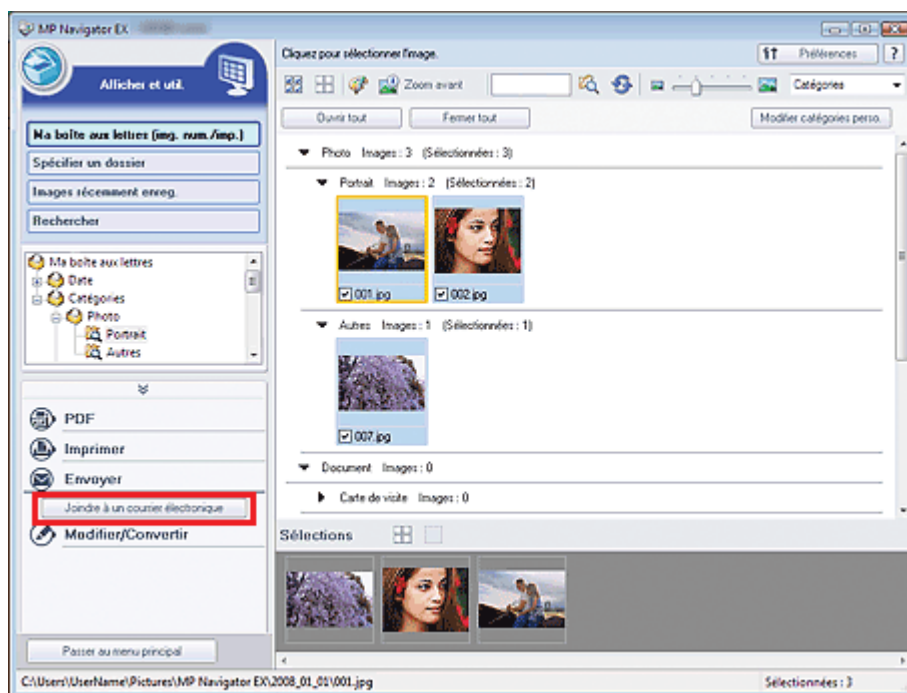 MP Navigator EX
Afficher et util.
Ma boîte aux lettres (img. num./imp.)
Spécifier un dossier
Images récemment enreg.
Rechercher
Ma boîte aux lettres
Date
Catégories
Photo
Portrait
Autres
PDF
Imprimer
Envoyer
Joindre à un courrier électronique
Modifier/Convertir
Passer au menu principal
Cliquez pour sélectionner l'image.
Préférences
?
Zoom avant
Catégories
Ouvrir tout
Fermer tout
Modifier catégories perso.
Photo Images : 3 (Sélectionnées : 3)
Portrait Images : 2 (Sélectionnées : 2)
001.jpg
002.jpg
Autres Images : 1 (Sélectionnées : 1)
007.jpg
Document Images : 0
Carte de visite Images : 0
Sélections
C:\Users\UserName\Pictures\MP Navigator EX\2008_01_01\001.jpg
Sélectionnées : 3